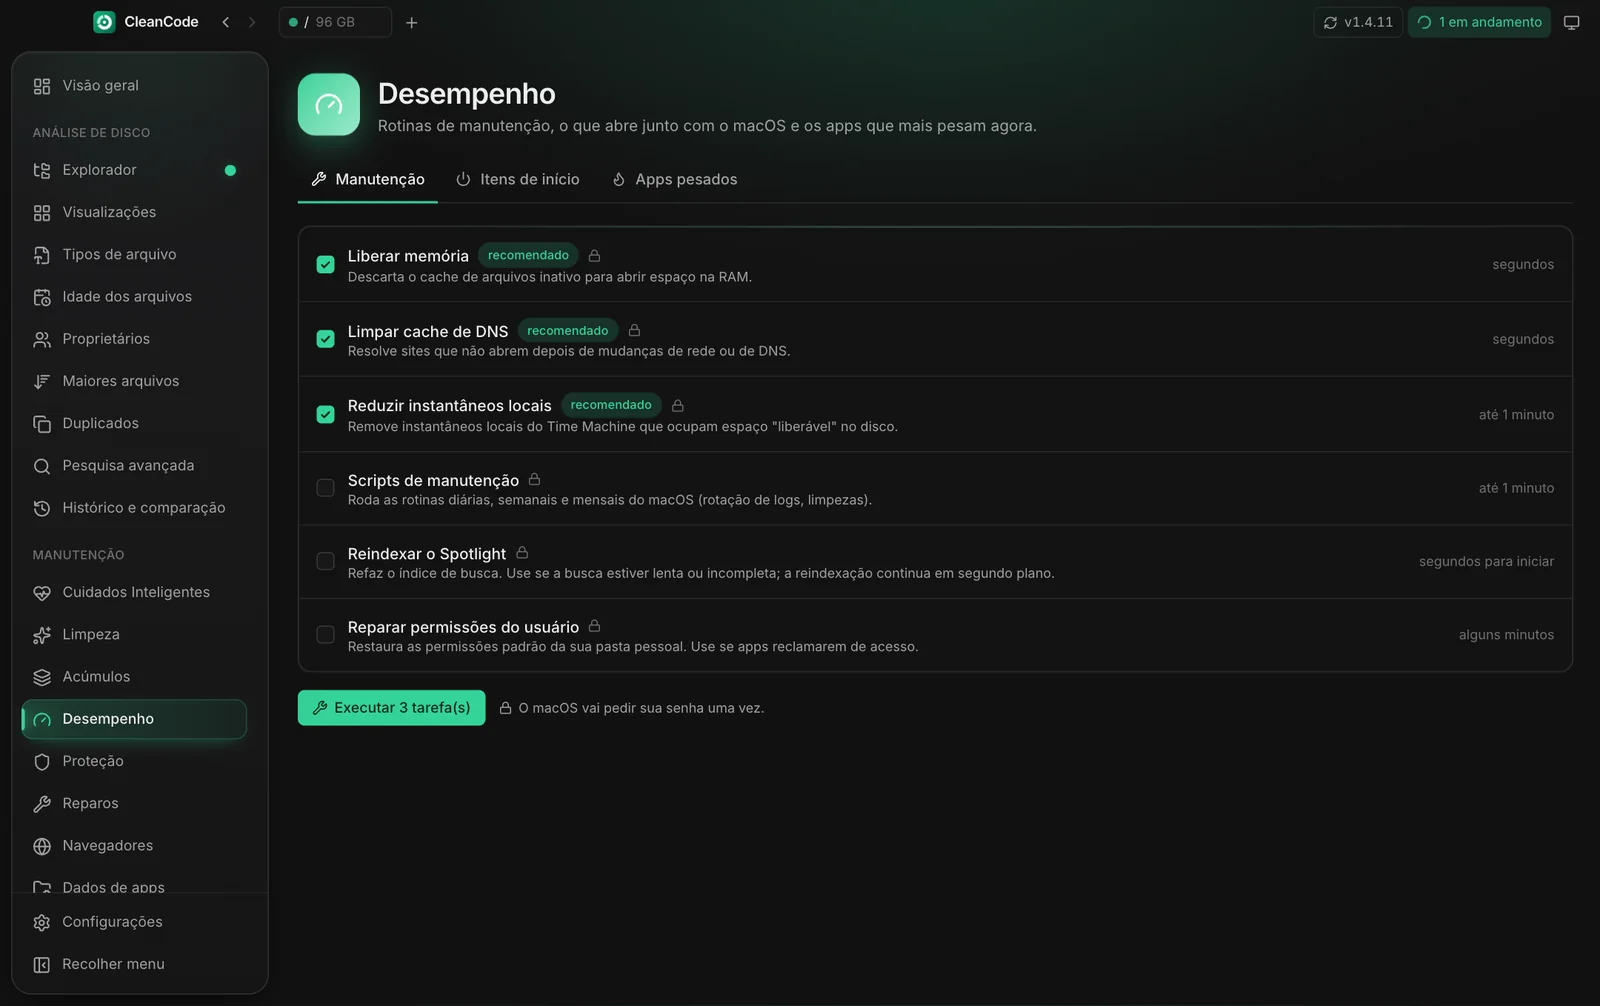 CleanCode
/ 96 GB
v1.4.11
1 em andamento
Visão geral
ANÁLISE DE DISCO
Explorador
Visualizações
Tipos de arquivo
Idade dos arquivos
Proprietários
Maiores arquivos
Duplicados
Pesquisa avançada
Histórico e comparação
MANUTENÇÃO
Cuidados Inteligentes
Limpeza
Acúmulos
Desempenho
Proteção
Reparos
Navegadores
Dados de apps
Configurações
Recolher menu
Desempenho
Rotinas de manutenção, o que abre junto com o macOS e os apps que mais pesam agora.
Manutenção
Itens de início
Apps pesados
Liberar memória recomendado
Descarta o cache de arquivos inativo para abrir espaço na RAM.
segundos
Limpar cache de DNS recomendado
Resolve sites que não abrem depois de mudanças de rede ou de DNS.
segundos
Reduzir instantâneos locais recomendado
Remove instantâneos locais do Time Machine que ocupam espaço "liberável" no disco.
até 1 minuto
Scripts de manutenção
Roda as rotinas diárias, semanais e mensais do macOS (rotação de logs, limpezas).
até 1 minuto
Reindexar o Spotlight
Refaz o índice de busca. Use se a busca estiver lenta ou incompleta; a reindexação continua em segundo plano.
segundos para iniciar
Reparar permissões do usuário
Restaura as permissões padrão da sua pasta pessoal. Use se apps reclamarem de acesso.
alguns minutos
Executar 3 tarefa(s)
O macOS vai pedir sua senha uma vez.